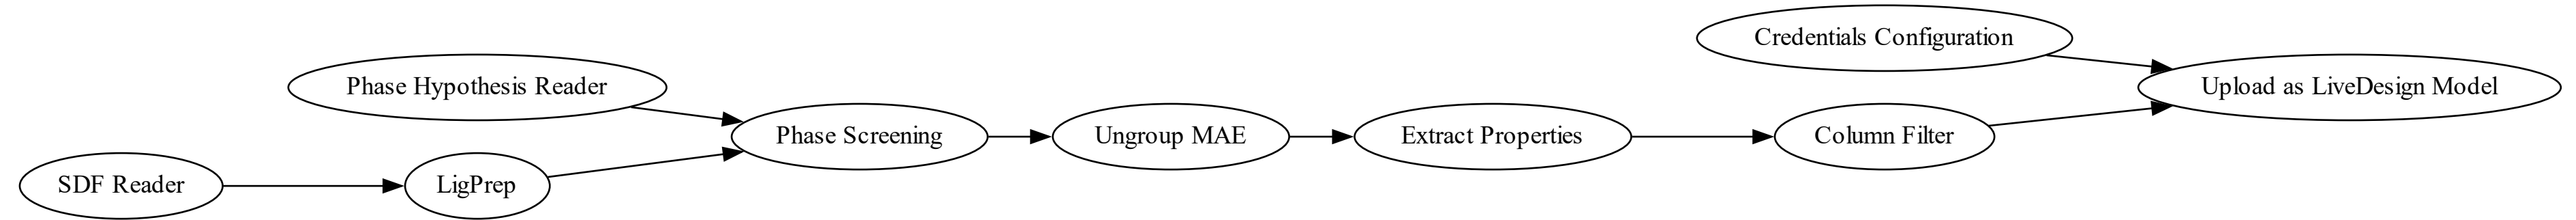 Credentials Configuration
Phase Hypothesis Reader
Upload as LiveDesign Model
Phase Screening
Ungroup MAE
Extract Properties
Column Filter
SDF Reader
LigPrep